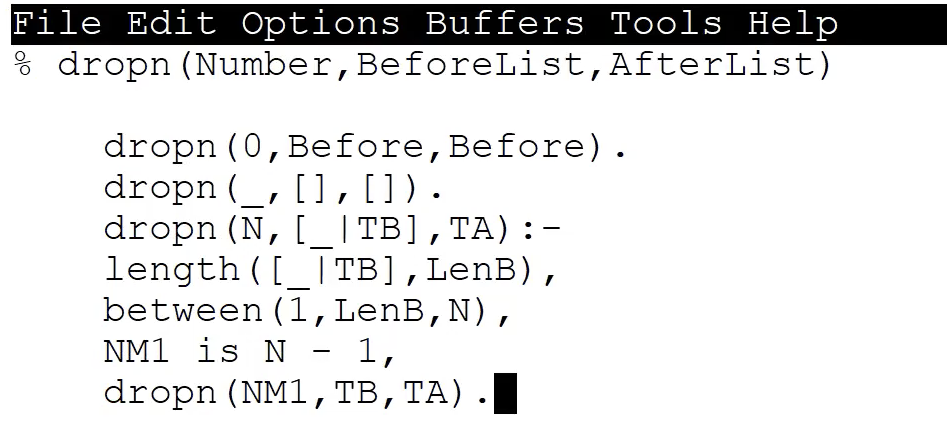 File Edit Options Buffers Tools Help
% dropn(Number,BeforeList,AfterList)
dropn(0,Before,Before).
dropn(_,[],[]).
dropn(N,[_|TB],TA):-
length([_|TB],LenB),
between(1,LenB,N),
NM1 is N - 1,
dropn(NM1,TB,TA).